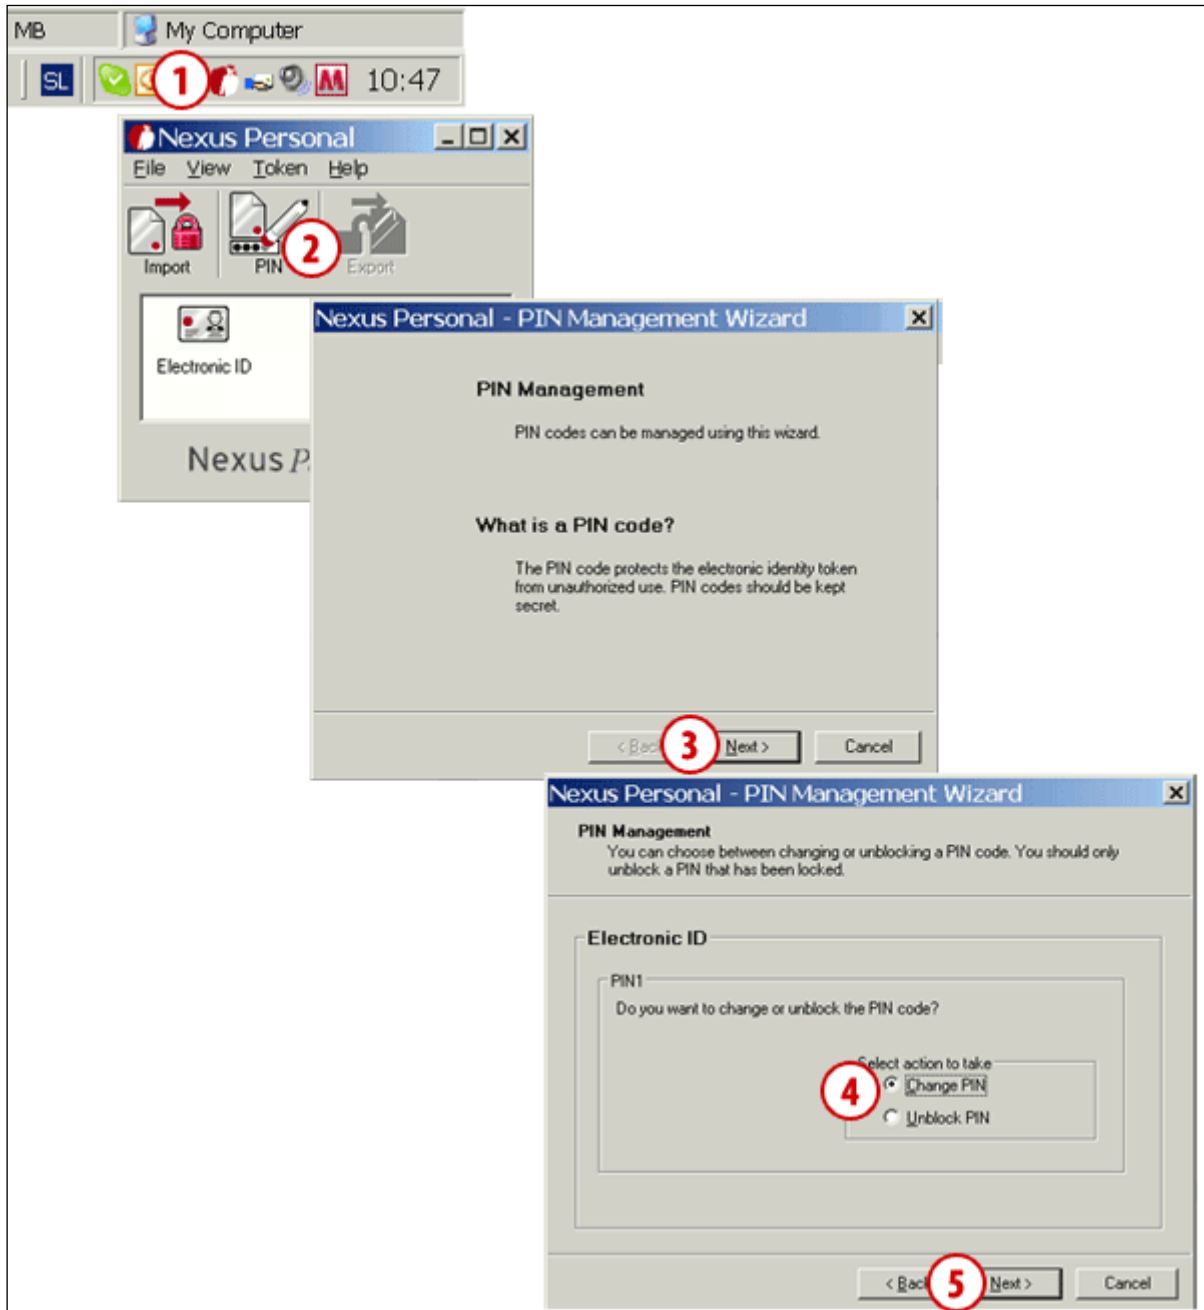 MB
My Computer
SL
1
10:47
Nexus Personal
File View Token Help
Import
PIN
2
Export
Electronic ID
Nexus P
Nexus Personal - PIN Management Wizard
PIN Management
PIN codes can be managed using this wizard.
What is a PIN code?
The PIN code protects the electronic identity token
from unauthorized use. PIN codes should be kept
secret.
< Bac
3
Next >
Cancel
Nexus Personal - PIN Management Wizard
PIN Management
You can choose between changing or unblocking a PIN code. You should only
unblock a PIN that has been locked.
Electronic ID
PIN1
Do you want to change or unblock the PIN code?
Select action to take
4
Change PIN
Unblock PIN
< Bac
5
Next >
Cancel